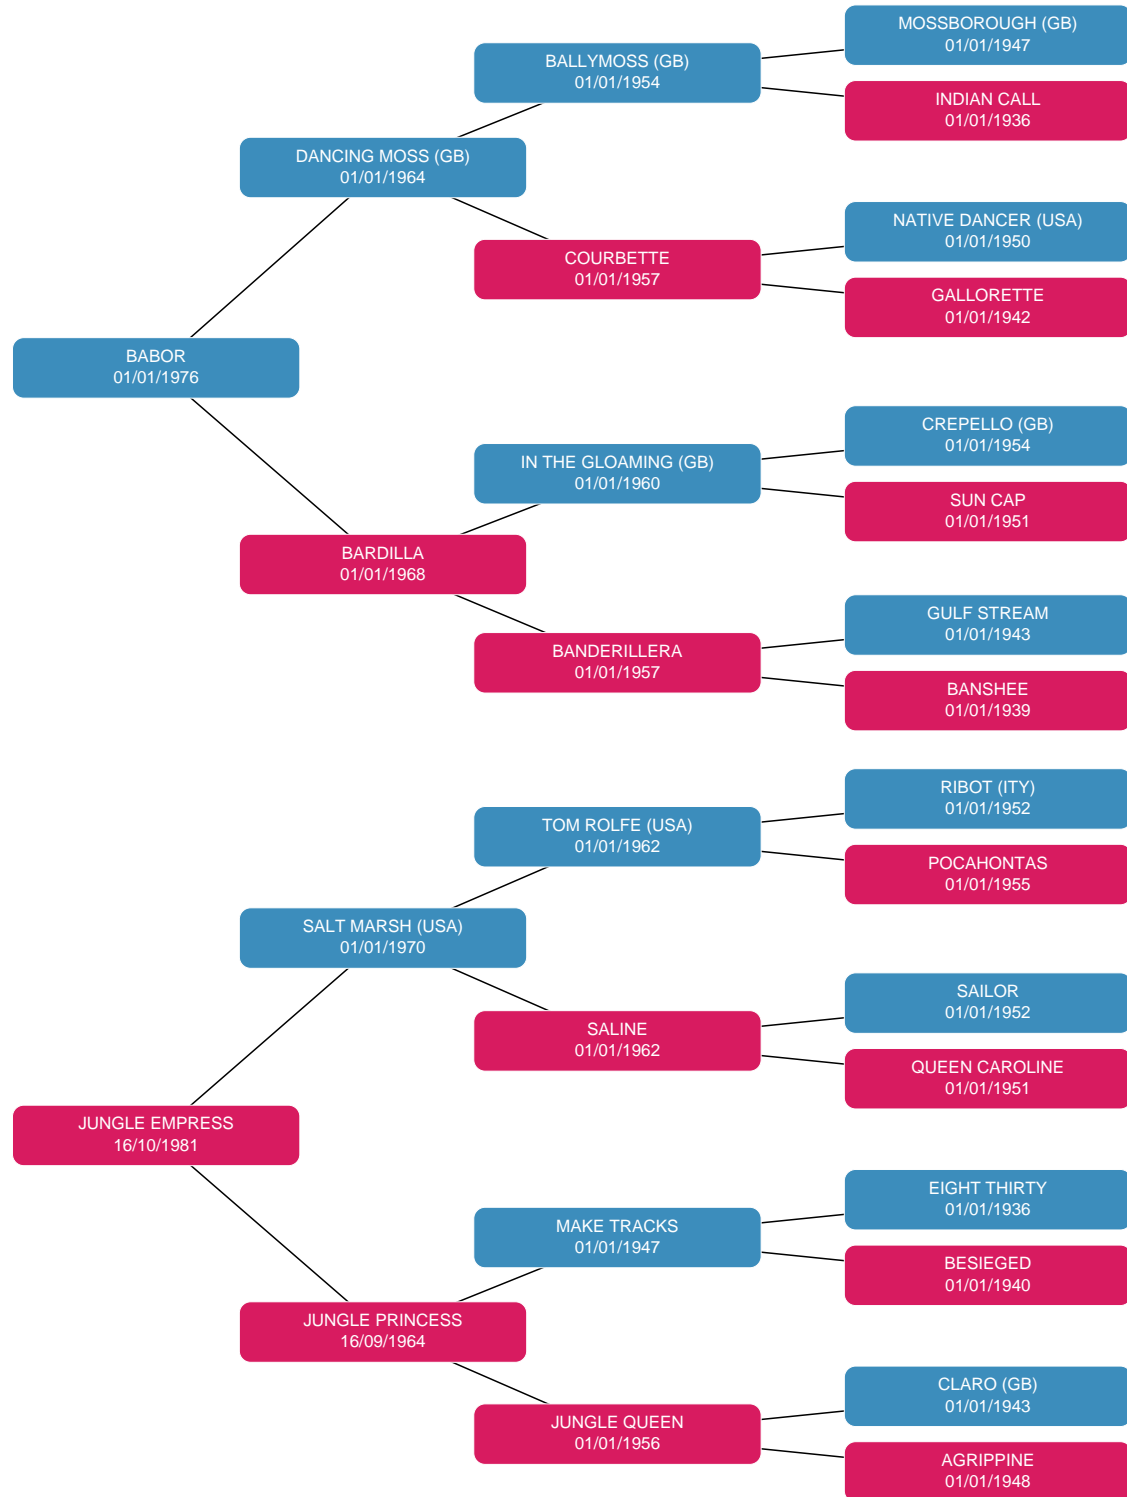 MOSSBOROUGH (GB)
01/01/1947
BALLYMOSS (GB)
01/01/1954
INDIAN CALL
01/01/1936
DANCING MOSS (GB)
01/01/1964
NATIVE DANCER (USA)
01/01/1950
COURBETTE
01/01/1957
GALLORETTE
01/01/1942
BABOR
01/01/1976
CREPELLO (GB)
01/01/1954
IN THE GLOAMING (GB)
01/01/1960
SUN CAP
01/01/1951
BARDILLA
01/01/1968
GULF STREAM
01/01/1943
BANDERILLERA
01/01/1957
BANSHEE
01/01/1939
RIBOT (ITY)
01/01/1952
TOM ROLFE (USA)
01/01/1962
POCAHONTAS
01/01/1955
SALT MARSH (USA)
01/01/1970
SAILOR
01/01/1952
SALINE
01/01/1962
QUEEN CAROLINE
01/01/1951
JUNGLE EMPRESS
16/10/1981
EIGHT THIRTY
01/01/1936
MAKE TRACKS
01/01/1947
BESIEGED
01/01/1940
JUNGLE PRINCESS
16/09/1964
CLARO (GB)
01/01/1943
JUNGLE QUEEN
01/01/1956
AGRIPPINE
01/01/1948